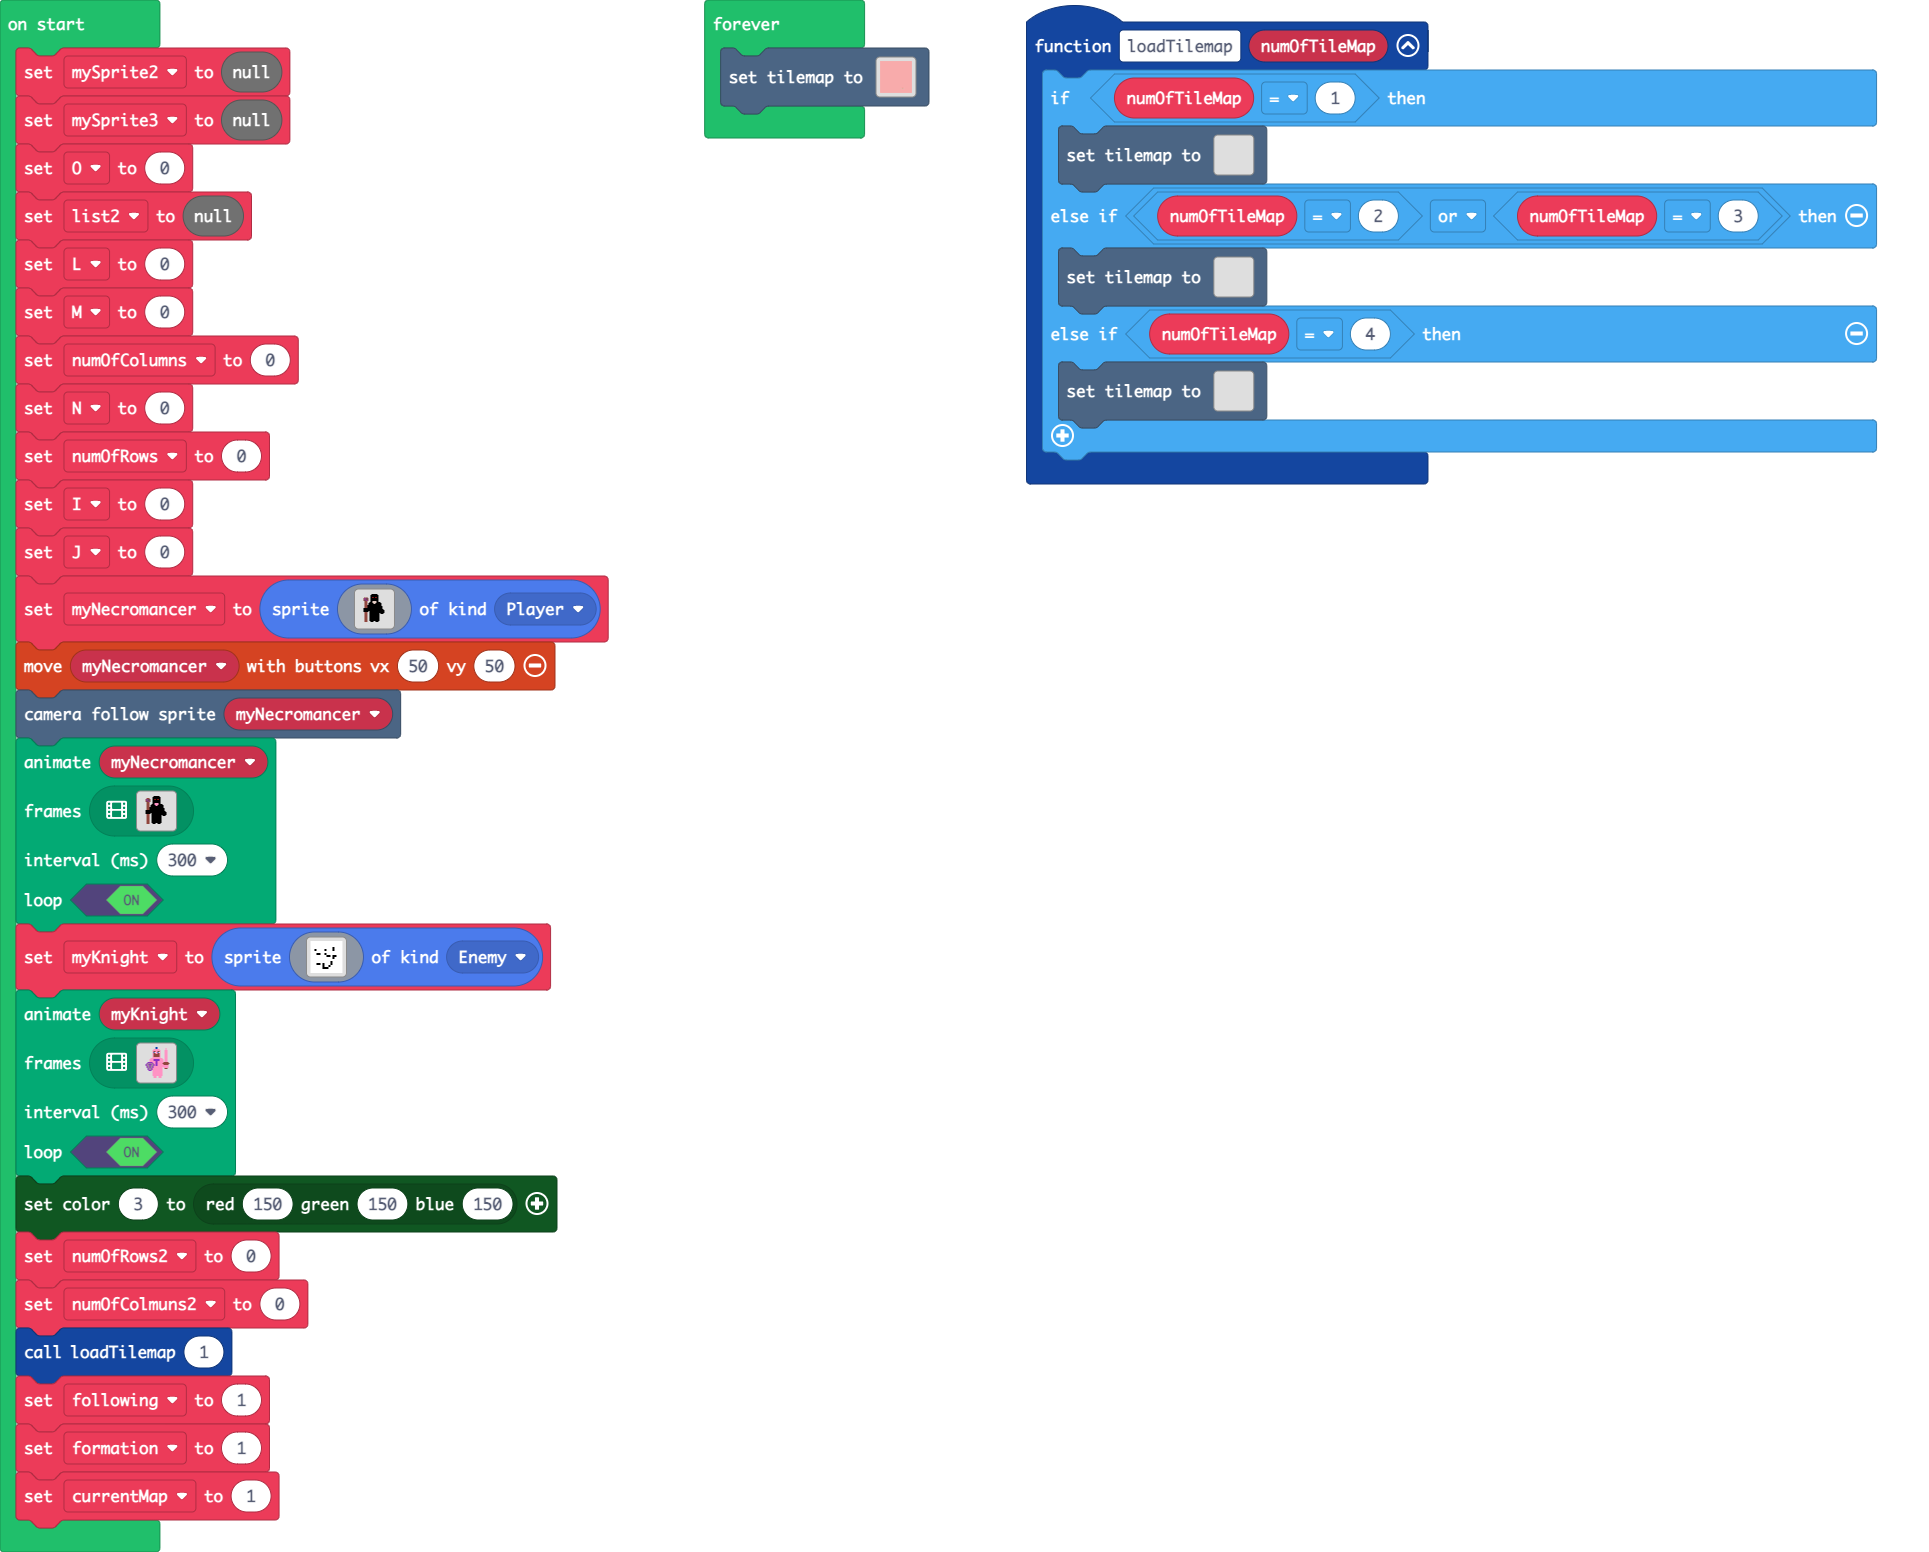 on start
set mySprite2 to null
set mySprite3 to null
set O to 0
set list2 to null
set L to 0
set M to 0
set numOfColumns to 0
set N to 0
set numOfRows to 0
set I to 0
set J to 0
set myNecromancer to sprite of kind Player
move myNecromancer with buttons vx 50 vy 50
camera follow sprite myNecromancer
animate myNecromancer
frames
interval (ms) 300
loop ON
set myKnight to sprite of kind Enemy
animate myKnight
frames
interval (ms) 300
loop ON
set color 3 to red 150 green 150 blue 150
set numOfRows2 to 0
set numOfColmuns2 to 0
call loadTilemap 1
set following to 1
set formation to 1
set currentMap to 1
forever
set tilemap to
function loadTilemap numOfTileMap
if numOfTileMap = 1 then
set tilemap to
else if numOfTileMap = 2 or numOfTileMap = 3 then
set tilemap to
else if numOfTileMap = 4 then
set tilemap to